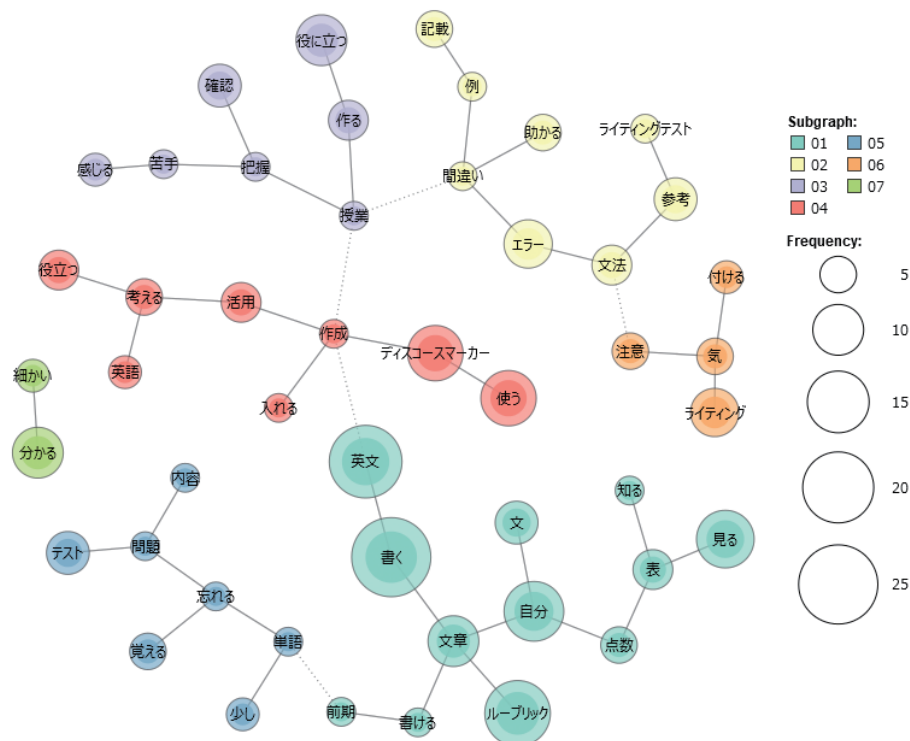 役に立つ
記載
確認
例
作る
助かる
ライティングテスト
感じる
苦手
把握
間違い
参考
授業
エラー
文法
役立つ
考える
活用
付ける
作成
ディスコースマーカー
注意
気
英語
細かい
入れる
使う
ライティング
分かる
英文
内容
知る
文
テスト
問題
書く
見る
表
忘れる
自分
覚える
単語
文章
点数
少し
前期
書ける
ルーブリック
Subgraph:
01
05
02
06
03
07
04
Frequency:
5
10
15
20
25